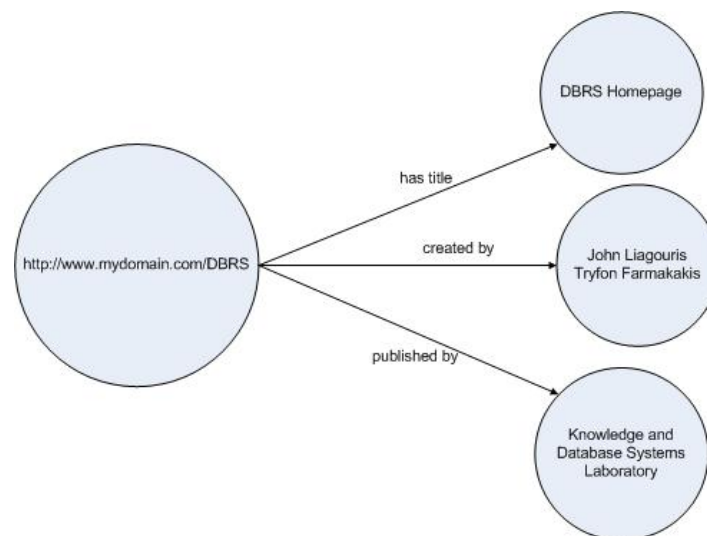 DBRS Homepage
has title
http://www.mydomain.com/DBRS
created by
John Liagouris
Tryfon Farmakakis
published by
Knowledge and
Database Systems
Laboratory